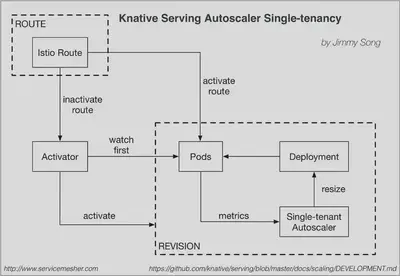 Knative Serving Autoscaler Single-tenancy
by Jimmy Song
ROUTE
Istio Route
inactivate
route
activate
route
Activator
watch
first
Pods
Deployment
resize
activate
metrics
Single-tenant
Autoscaler
REVISION
http://www.servicemesher.com
https://github.com/knative/serving/blob/master/docs/scaling/DEVELOPMENT.md